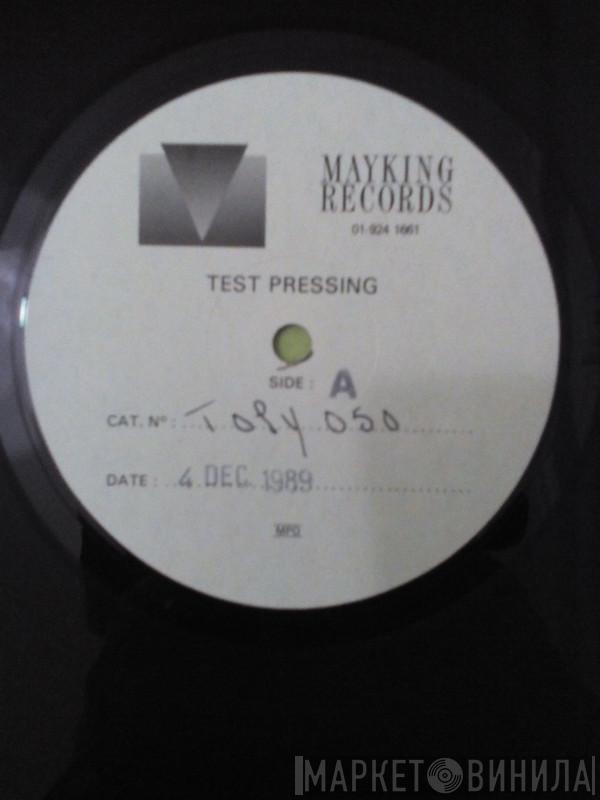 MAYKING
RECORDS
01-924 1661
TEST PRESSING
SIDE : A
CAT. Nº : TOPY 050
DATE : 4 DEC 1989
MPO
МАРКЕТ ВИНИЛА